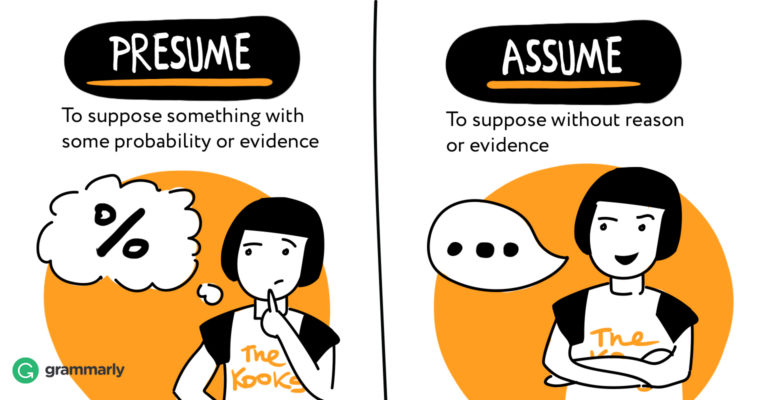 PRESUME
To suppose something with
some probability or evidence
%
The
KOOKS
grammarly
ASSUME
To suppose without reason
or evidence
...
The